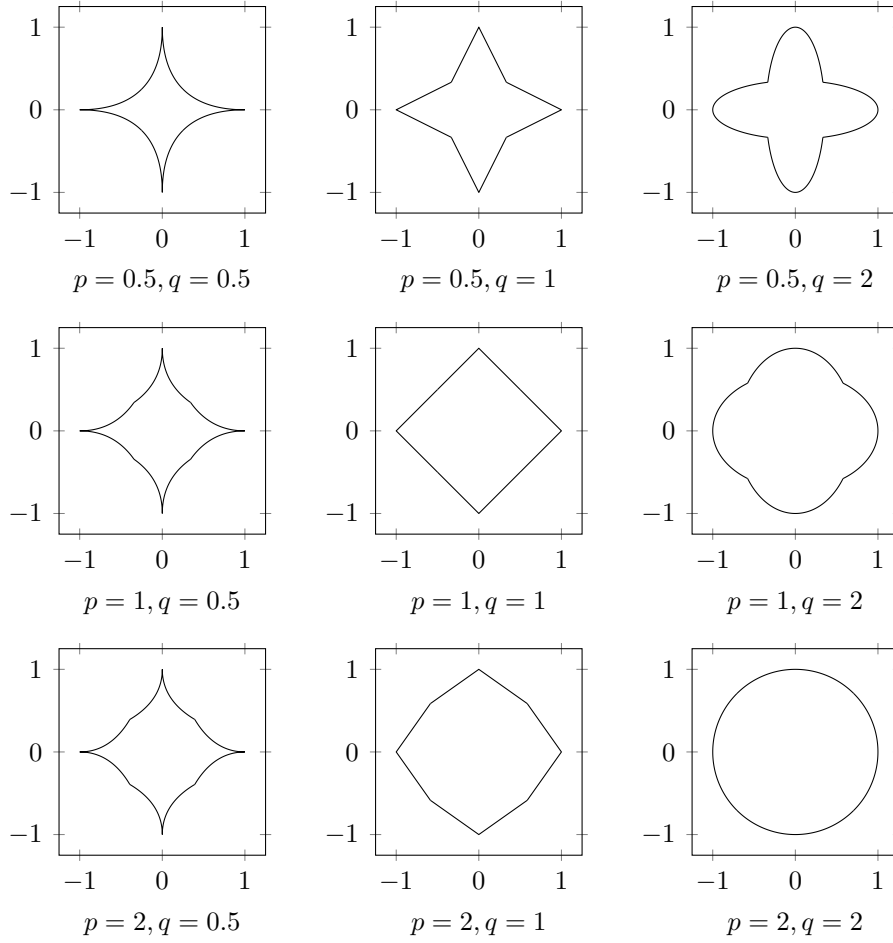 1
0
−1
−1 0 1
p = 0.5, q = 0.5
1
0
−1
−1 0 1
p = 0.5, q = 1
1
0
−1
−1 0 1
p = 0.5, q = 2
1
0
−1
−1 0 1
p = 1, q = 0.5
1
0
−1
−1 0 1
p = 1, q = 1
1
0
−1
−1 0 1
p = 1, q = 2
1
0
−1
−1 0 1
p = 2, q = 0.5
1
0
−1
−1 0 1
p = 2, q = 1
1
0
−1
−1 0 1
p = 2, q = 2